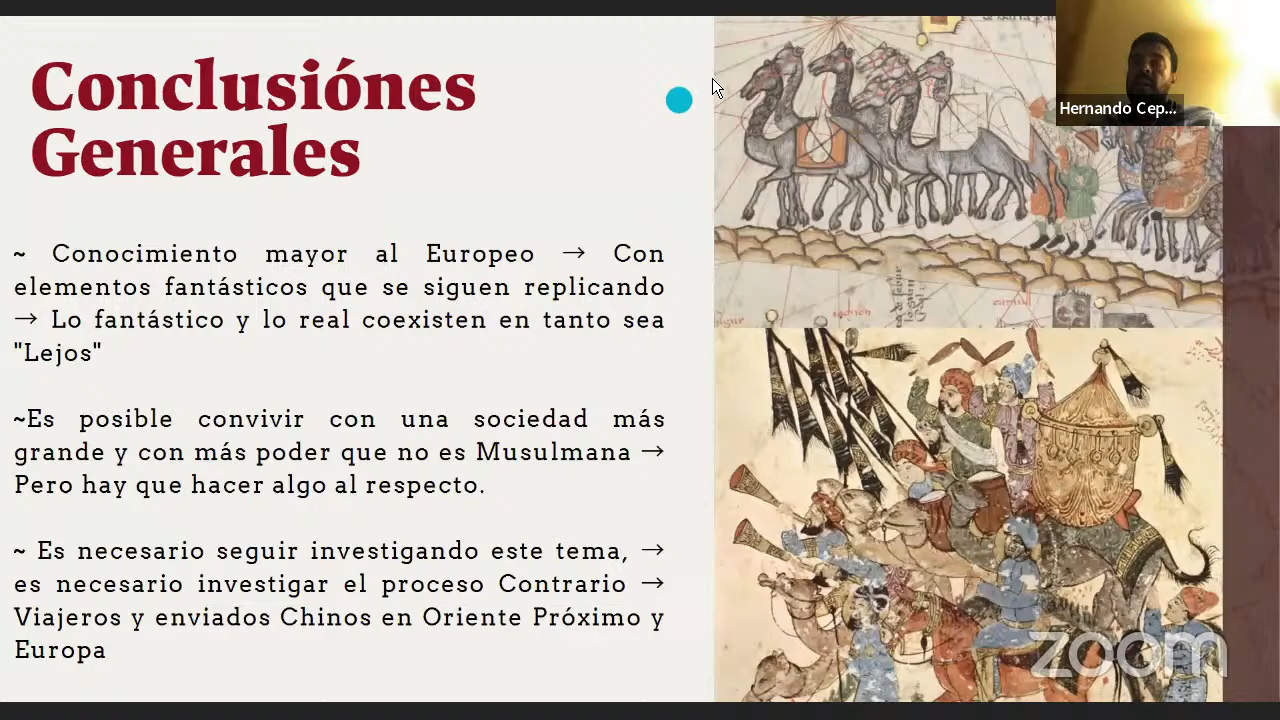 Conclusiónes
Generales
Hernando Cep...
~ Conocimiento mayor al Europeo → Con
elementos fantásticos que se siguen replicando
→ Lo fantástico y lo real coexisten en tanto sea
"Lejos"
~Es posible convivir con una sociedad más
grande y con más poder que no es Musulmana →
Pero hay que hacer algo al respecto.
~ Es necesario seguir investigando este tema, →
es necesario investigar el proceso Contrario →
Viajeros y enviados Chinos en Oriente Próximo y
Europa
zoom